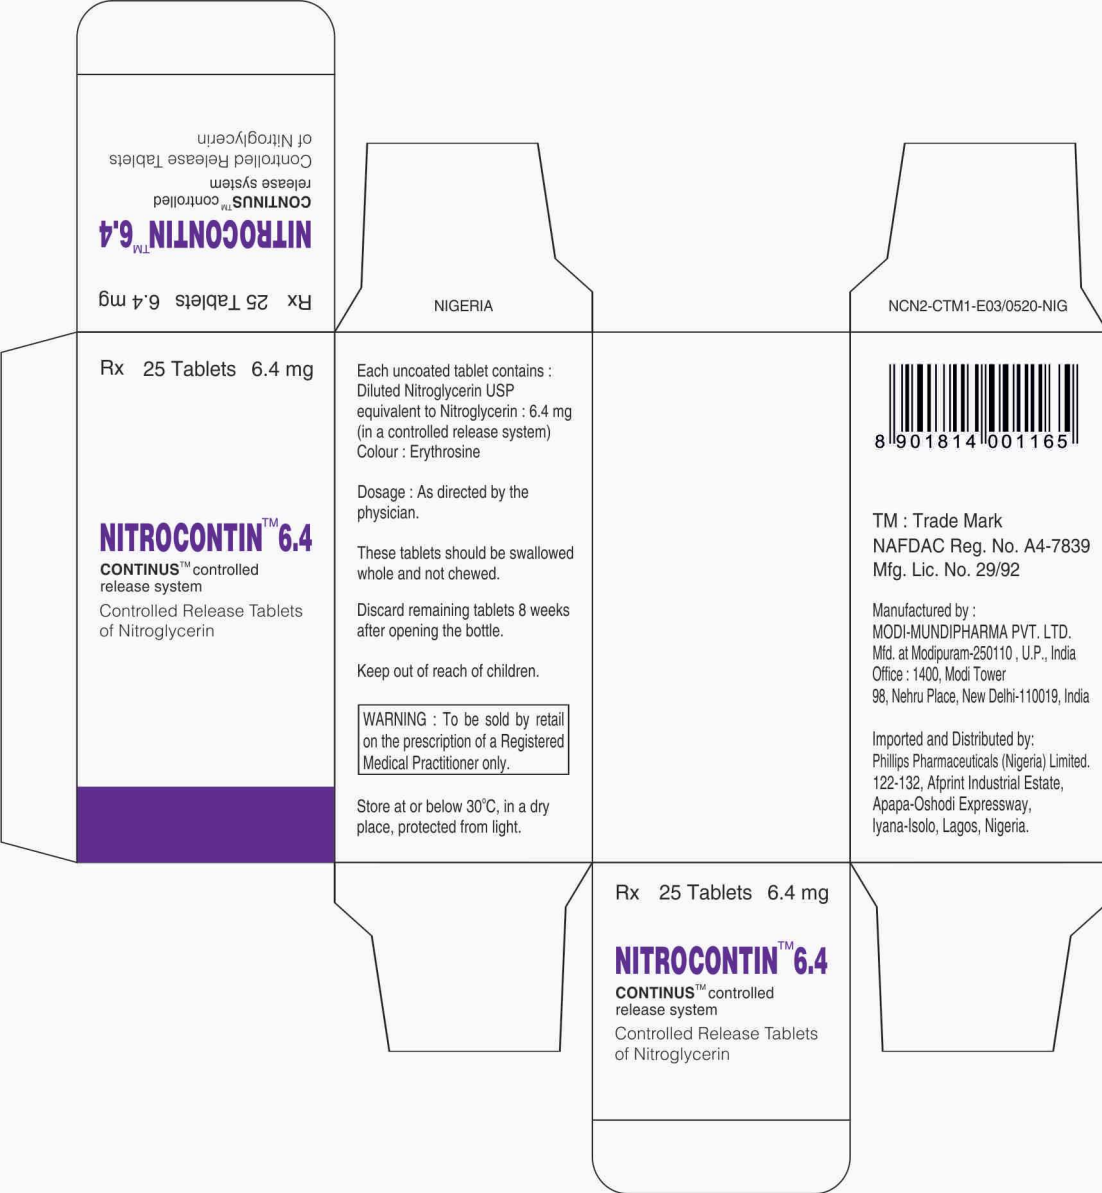 Rx 25 Tablets 6.4 mg
NITROCONTIN™6.4
CONTINUS™ controlled
release system
Controlled Release Tablets
of Nitroglycerin
NIGERIA
NCN2-CTM1-E03/0520-NIG
Rx 25 Tablets 6.4 mg
NITROCONTIN™6.4
CONTINUS™ controlled
release system
Controlled Release Tablets
of Nitroglycerin
Each uncoated tablet contains :
Diluted Nitroglycerin USP
equivalent to Nitroglycerin : 6.4 mg
(in a controlled release system)
Colour : Erythrosine
Dosage : As directed by the
physician.
These tablets should be swallowed
whole and not chewed.
Discard remaining tablets 8 weeks
after opening the bottle.
Keep out of reach of children.
WARNING : To be sold by retail
on the prescription of a Registered
Medical Practitioner only.
Store at or below 30°C, in a dry
place, protected from light.
8 901814 001165
TM : Trade Mark
NAFDAC Reg. No. A4-7839
Mfg. Lic. No. 29/92
Manufactured by :
MODI-MUNDIPHARMA PVT. LTD.
Mfd. at Modipuram-250110 , U.P., India
Office : 1400, Modi Tower
98, Nehru Place, New Delhi-110019, India
Imported and Distributed by:
Phillips Pharmaceuticals (Nigeria) Limited.
122-132, Afprint Industrial Estate,
Apapa-Oshodi Expressway,
Iyana-Isolo, Lagos, Nigeria.
Rx 25 Tablets 6.4 mg
NITROCONTIN™6.4
CONTINUS™ controlled
release system
Controlled Release Tablets
of Nitroglycerin